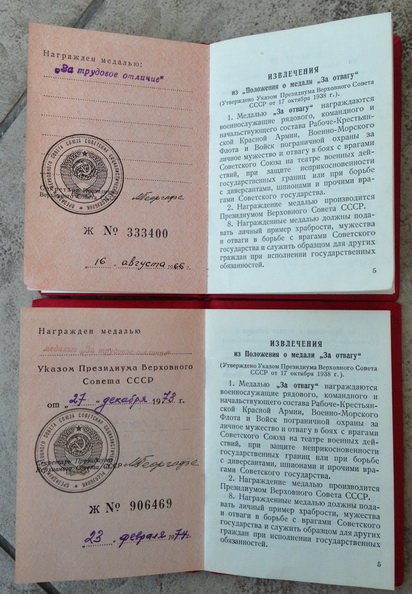 Награжден медалью:
"За трудовое отличие"
Ж № 333400
"16" августа 1966 г.
ИЗВЛЕЧЕНИЯ
из „Положения о медали „За отвагу"
(Утверждено Указом Президиума Верховного Совета
СССР от 17 октября 1938 г.)
1. Медалью „За отвагу" награждаются
военнослужащие рядового, командного и
начальствующего состава Рабоче-Крестьян-
ской Красной Армии, Военно-Морского
Флота и Войск пограничной охраны за
личное мужество и отвагу в боях с врагами
Советского Союза на театре военных дей-
ствий, при защите неприкосновенности
государственных границ или при борьбе
с диверсантами, шпионами и прочими вра-
гами Советского государства.
2. Награждение медалью производится
Президиумом Верховного Совета СССР.
8. Награжденные медалью должны по-
давать личный пример храбрости, мужества
и отваги в борьбе с врагами Советского
государства и служить образцом для других
граждан при исполнении государственных
обязанностей.
5
Награжден медалью
медалью „За трудовое отличие"
Указом Президиума Верховного
Совета СССР
от „27" декабря 1973 г.
Ж № 906469
"23" февраля 1974 г.
ИЗВЛЕЧЕНИЯ
из Положения о медали „За отвагу"
(Утверждено Указом Президиума Верховного Совета
СССР от 17 октября 1938 г.)
1. Медалью „За отвагу" награждаются
военнослужащие рядового, командного и
начальствующего состава Рабоче-Крестьян-
ской Красной Армии, Военно-Морского
Флота и Войск пограничной охраны за
личное мужество и отвагу в боях с врагами
Советского Союза на театре военных дей-
ствий, при защите неприкосновенности
государственных границ или при борьбе
с диверсантами, шпионами и прочими вра-
гами Советского государства.
2. Награждение медалью производится
Президиумом Верховного Совета СССР.
8. Награжденные медалью должны по-
давать личный пример храбрости, мужества
и отваги в борьбе с врагами Советского
государства и служить образцом для других
граждан при исполнении государственных
обязанностей.
5